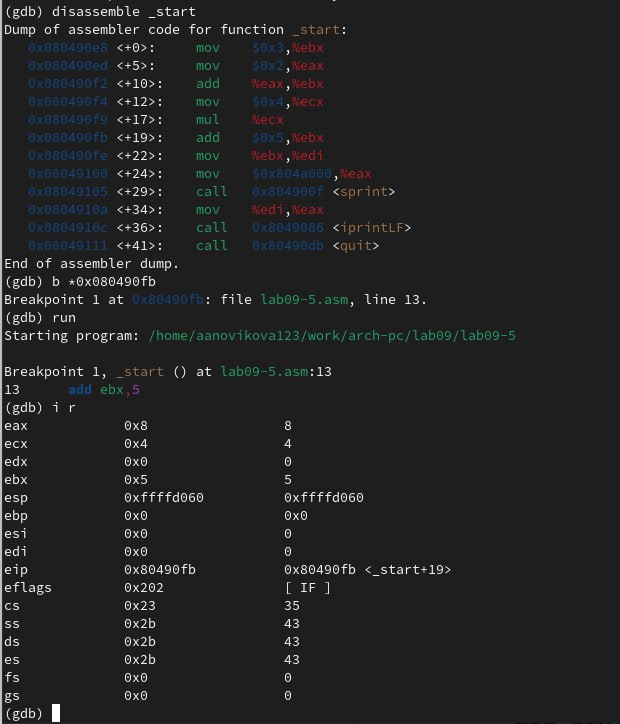 (gdb) disassemble _start
Dump of assembler code for function _start:
   0x080490e8 <+0>:     mov    $0x3,%ebx
   0x080490ed <+5>:     mov    $0x2,%eax
   0x080490f2 <+10>:    add    %eax,%ebx
   0x080490f4 <+12>:    mov    $0x4,%ecx
   0x080490f9 <+17>:    mul    %ecx
   0x080490fb <+19>:    add    $0x5,%ebx
   0x080490fe <+22>:    mov    %ebx,%edi
   0x08049100 <+24>:    mov    $0x804a000,%eax
   0x08049105 <+29>:    call   0x804900f <sprint>
   0x0804910a <+34>:    mov    %edi,%eax
   0x0804910c <+36>:    call   0x8049086 <iprintLF>
   0x08049111 <+41>:    call   0x80490db <quit>
End of assembler dump.
(gdb) b *0x080490fb
Breakpoint 1 at 0x80490fb: file lab09-5.asm, line 13.
(gdb) run
Starting program: /home/aanovikova123/work/arch-pc/lab09/lab09-5

Breakpoint 1, _start () at lab09-5.asm:13
13      add ebx,5
(gdb) i r
eax            0x8                 8
ecx            0x4                 4
edx            0x0                 0
ebx            0x5                 5
esp            0xffffd060          0xffffd060
ebp            0x0                 0x0
esi            0x0                 0
edi            0x0                 0
eip            0x80490fb           0x80490fb <_start+19>
eflags         0x202               [ IF ]
cs             0x23                35
ss             0x2b                43
ds             0x2b                43
es             0x2b                43
fs             0x0                 0
gs             0x0                 0
(gdb)